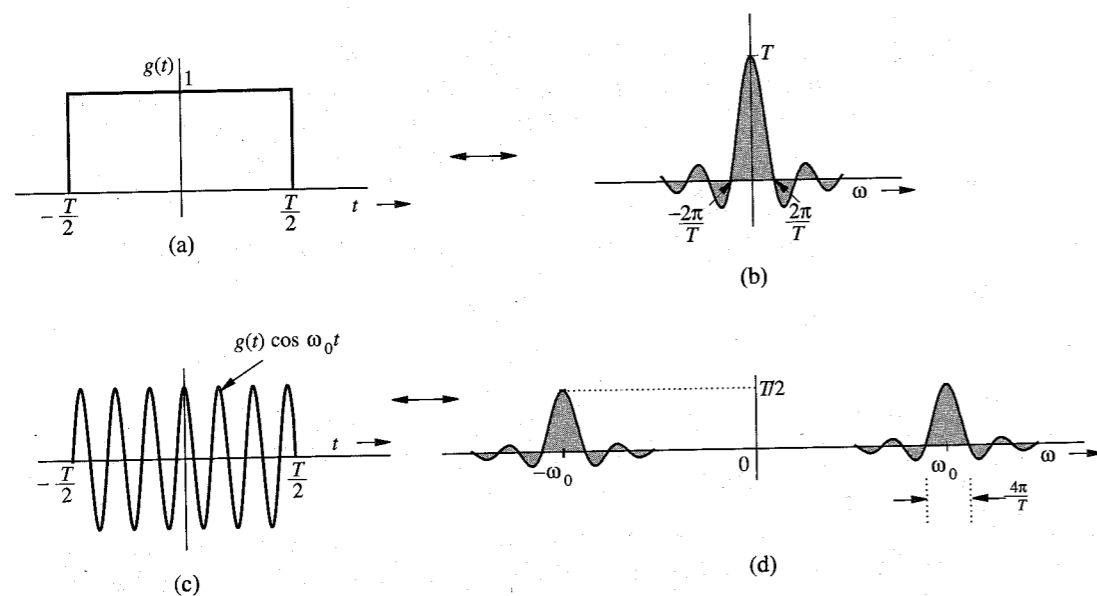 g(t)
1
-T/2
T/2
t
(a)
T
-2π/T
2π/T
ω
(b)
g(t) cos ω₀t
t
-T/2
T/2
(c)
T/2
-ω₀
0
ω₀
ω
4π/T
(d)